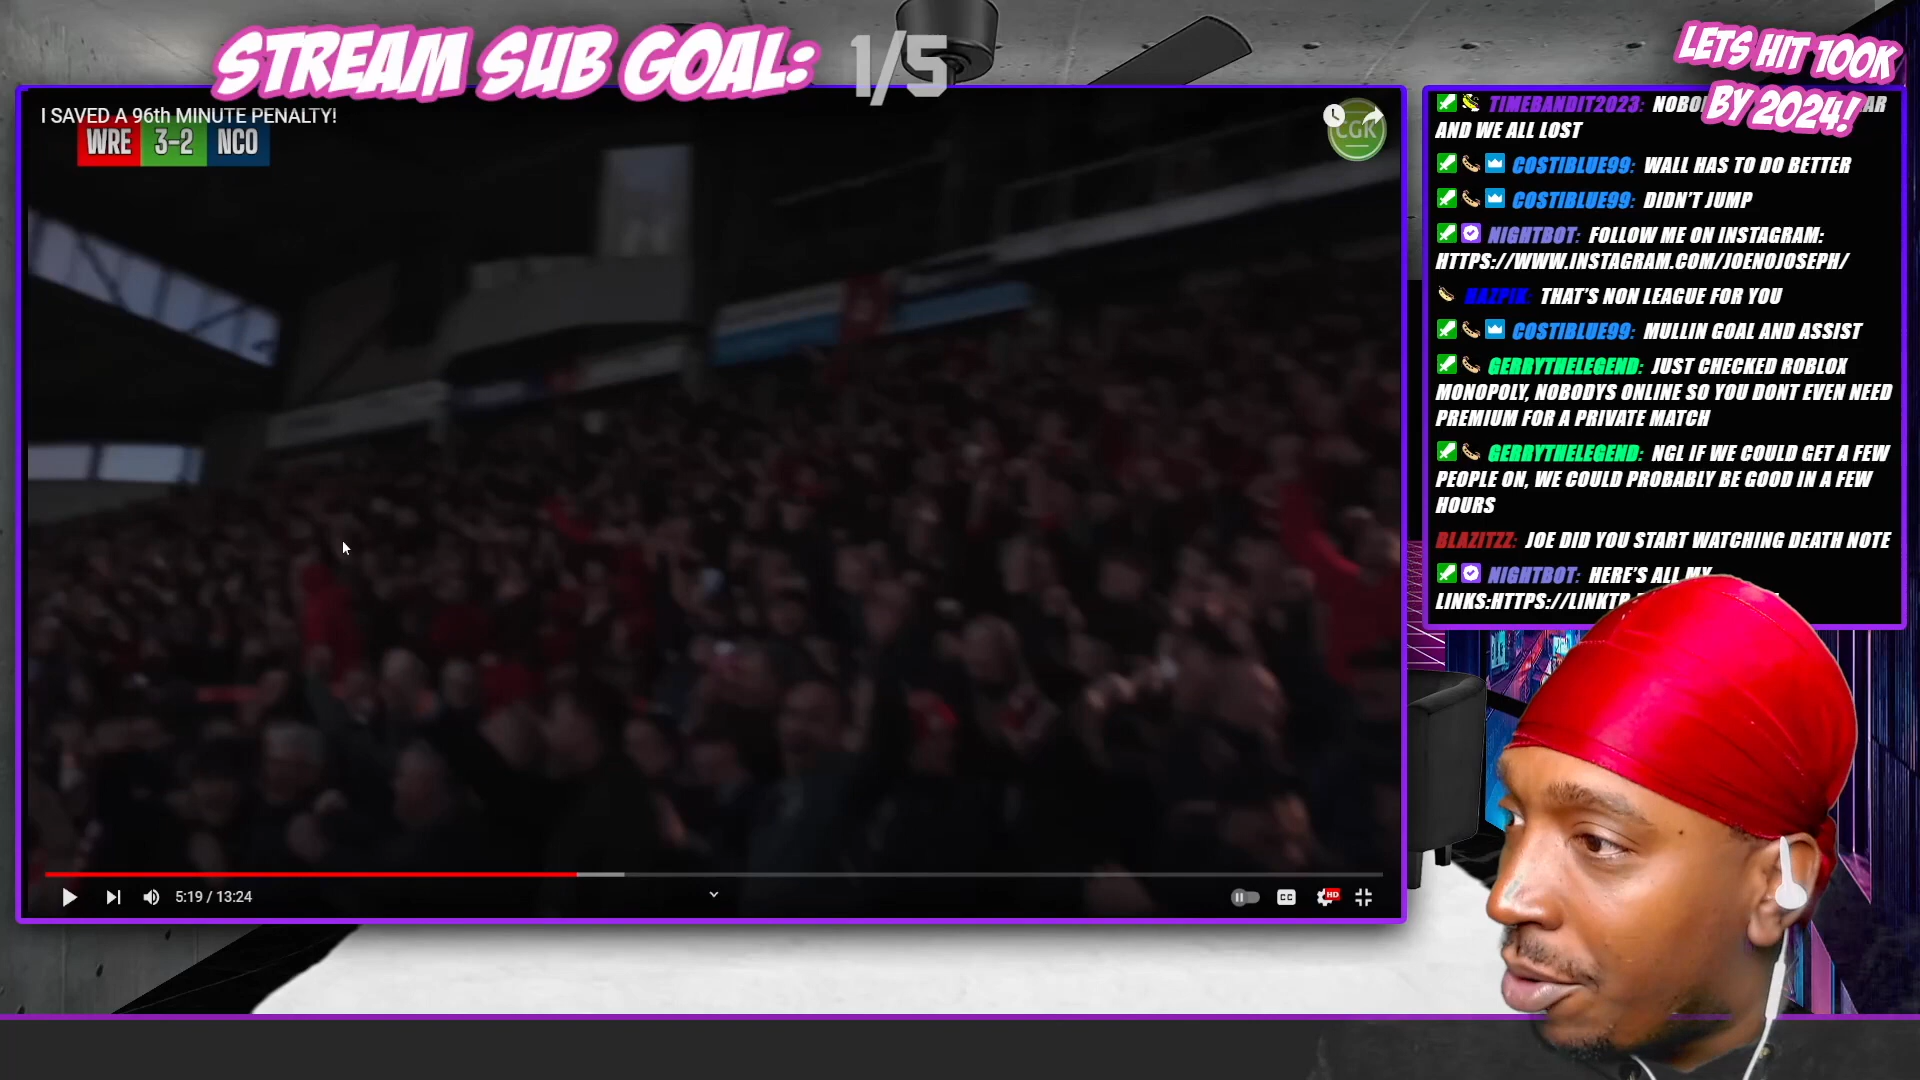 STREAM SUB GOAL: 1/5
LETS HIT 100K
BY 2024!
I SAVED A 96th MINUTE PENALTY!
WRE 3-2 NCO
CGK
TIMEBANDIT2023: AR
AND WE ALL LOST
COSTIBLUE99: WALL HAS TO DO BETTER
COSTIBLUE99: DIDN'T JUMP
NIGHTBOT: FOLLOW ME ON INSTAGRAM:
HTTPS://WWW.INSTAGRAM.COM/JOENOJOSEPH/
HAZPIK: THAT'S NON LEAGUE FOR YOU
COSTIBLUE99: MULLIN GOAL AND ASSIST
GERRYTHELEGEND: JUST CHECKED ROBLOX
MONOPOLY, NOBODYS ONLINE SO YOU DONT EVEN NEED
PREMIUM FOR A PRIVATE MATCH
GERRYTHELEGEND: NGL IF WE COULD GET A FEW
PEOPLE ON, WE COULD PROBABLY BE GOOD IN A FEW
HOURS
BLAZITZZ: JOE DID YOU START WATCHING DEATH NOTE
NIGHTBOT: HERE'S ALL MY
LINKS:HTTPS://LINKTR
5:19 / 13:24
CC
HD